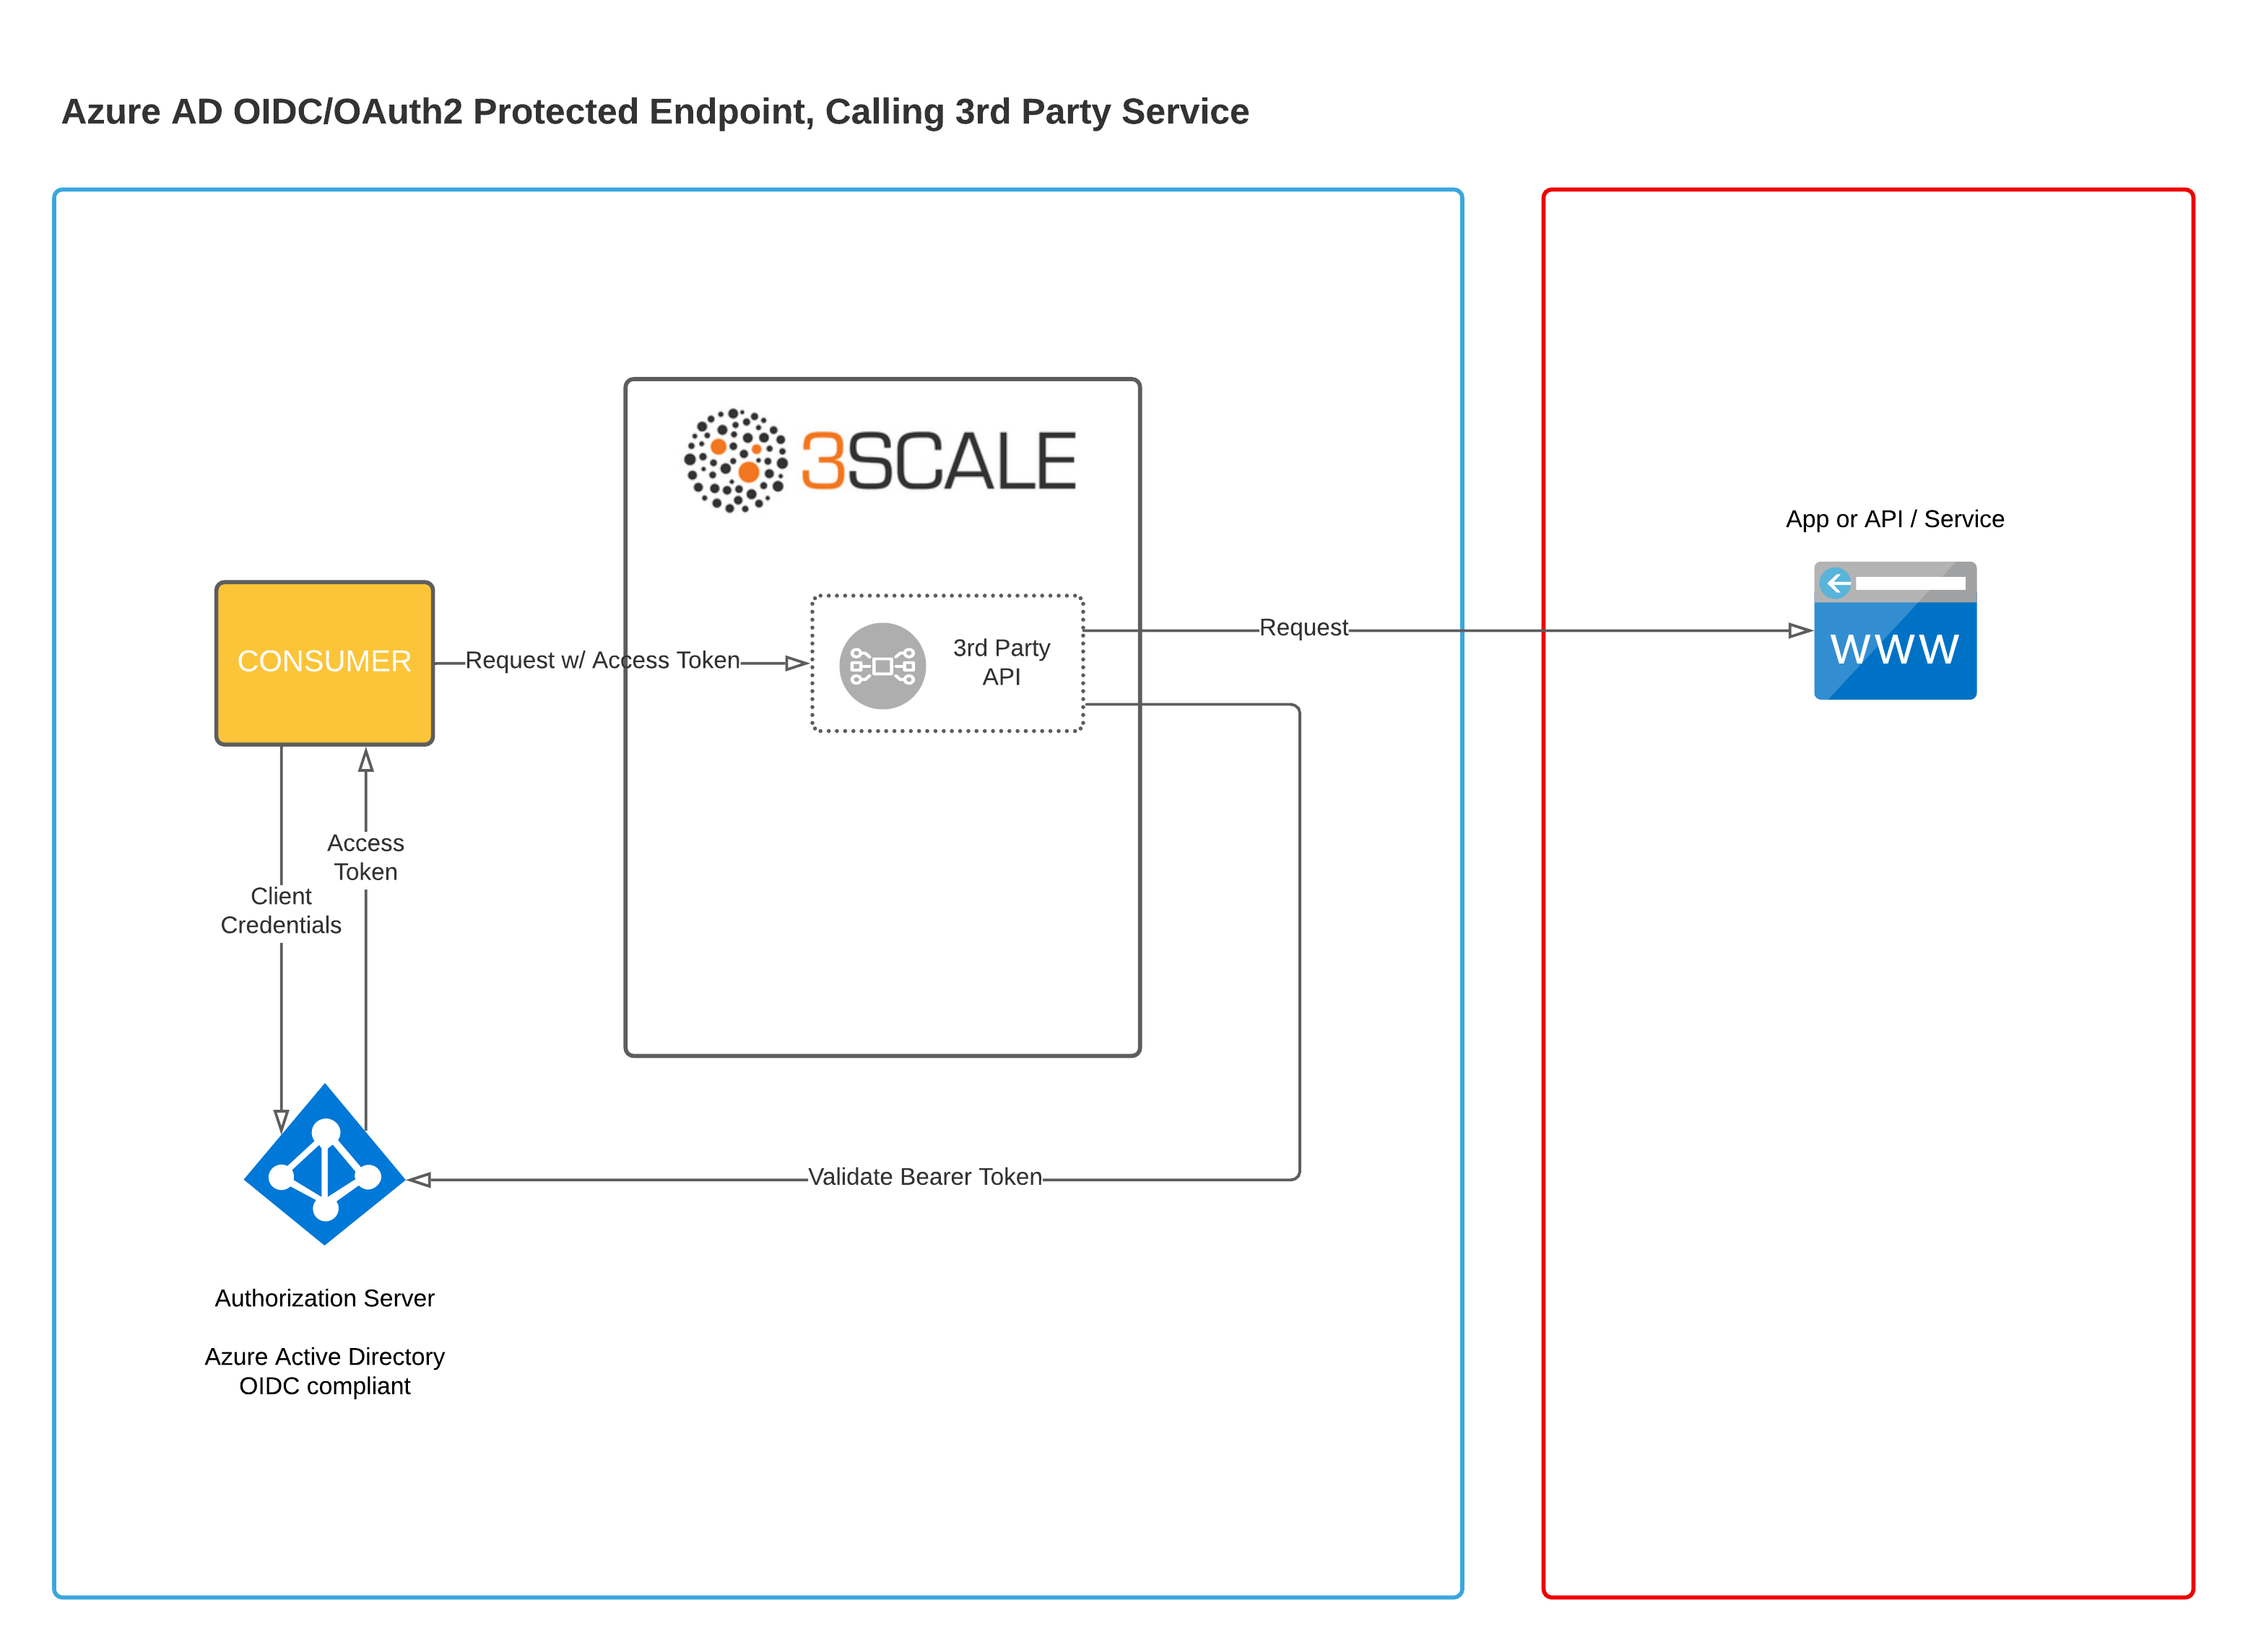 Azure AD OIDC/OAuth2 Protected Endpoint, Calling 3rd Party Service
3SCALE
App or API / Service
WWW
CONSUMER
Request w/ Access Token
3rd Party
API
Request
Access
Token
Client
Credentials
Validate Bearer Token
Authorization Server
Azure Active Directory
OIDC compliant